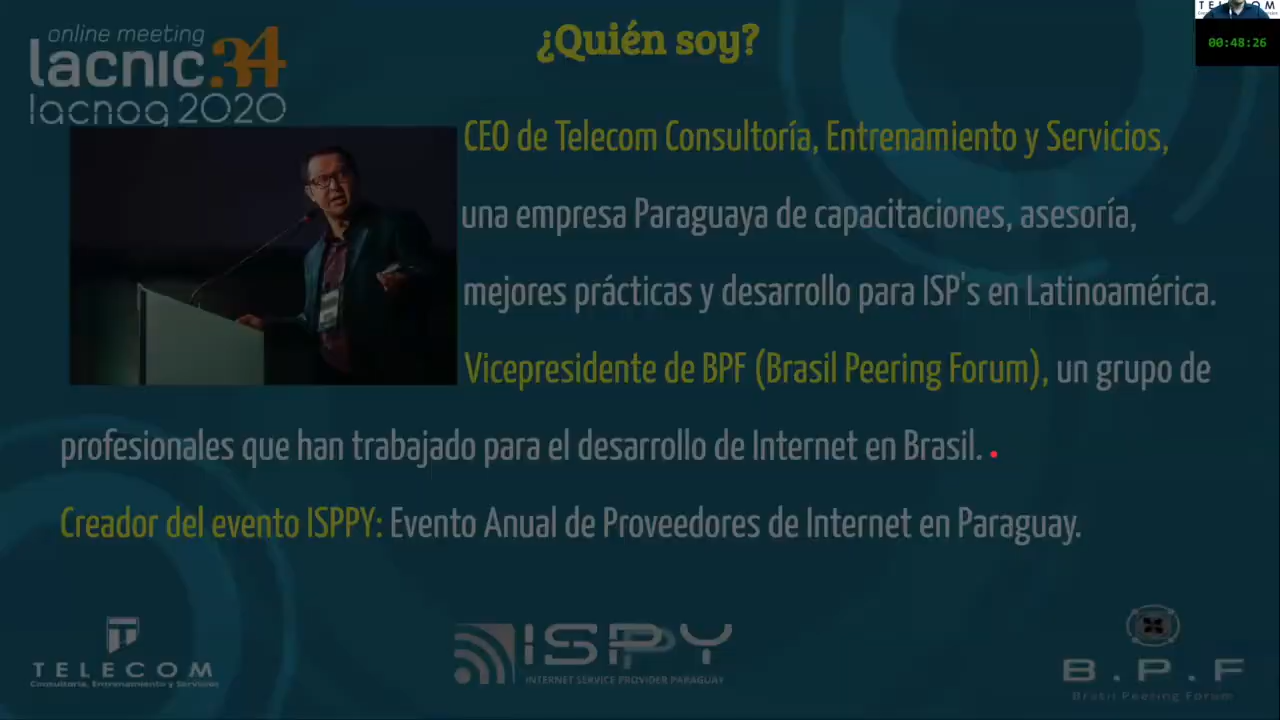 online meeting
lacnic.34
lacnog 2020
¿Quién soy?
TELECOM
00:48:26
CEO de Telecom Consultoría, Entrenamiento y Servicios,
una empresa Paraguaya de capacitaciones, asesoría,
mejores prácticas y desarrollo para ISP's en Latinoamérica.
Vicepresidente de BPF (Brasil Peering Forum), un grupo de
profesionales que han trabajado para el desarrollo de Internet en Brasil.
Creador del evento ISPPY: Evento Anual de Proveedores de Internet en Paraguay.
TELECOM
Consultoría, Entrenamiento y Servicios
ISPPY
INTERNET SERVICE PROVIDER PARAGUAY
B.P.F
Brasil Peering Forum